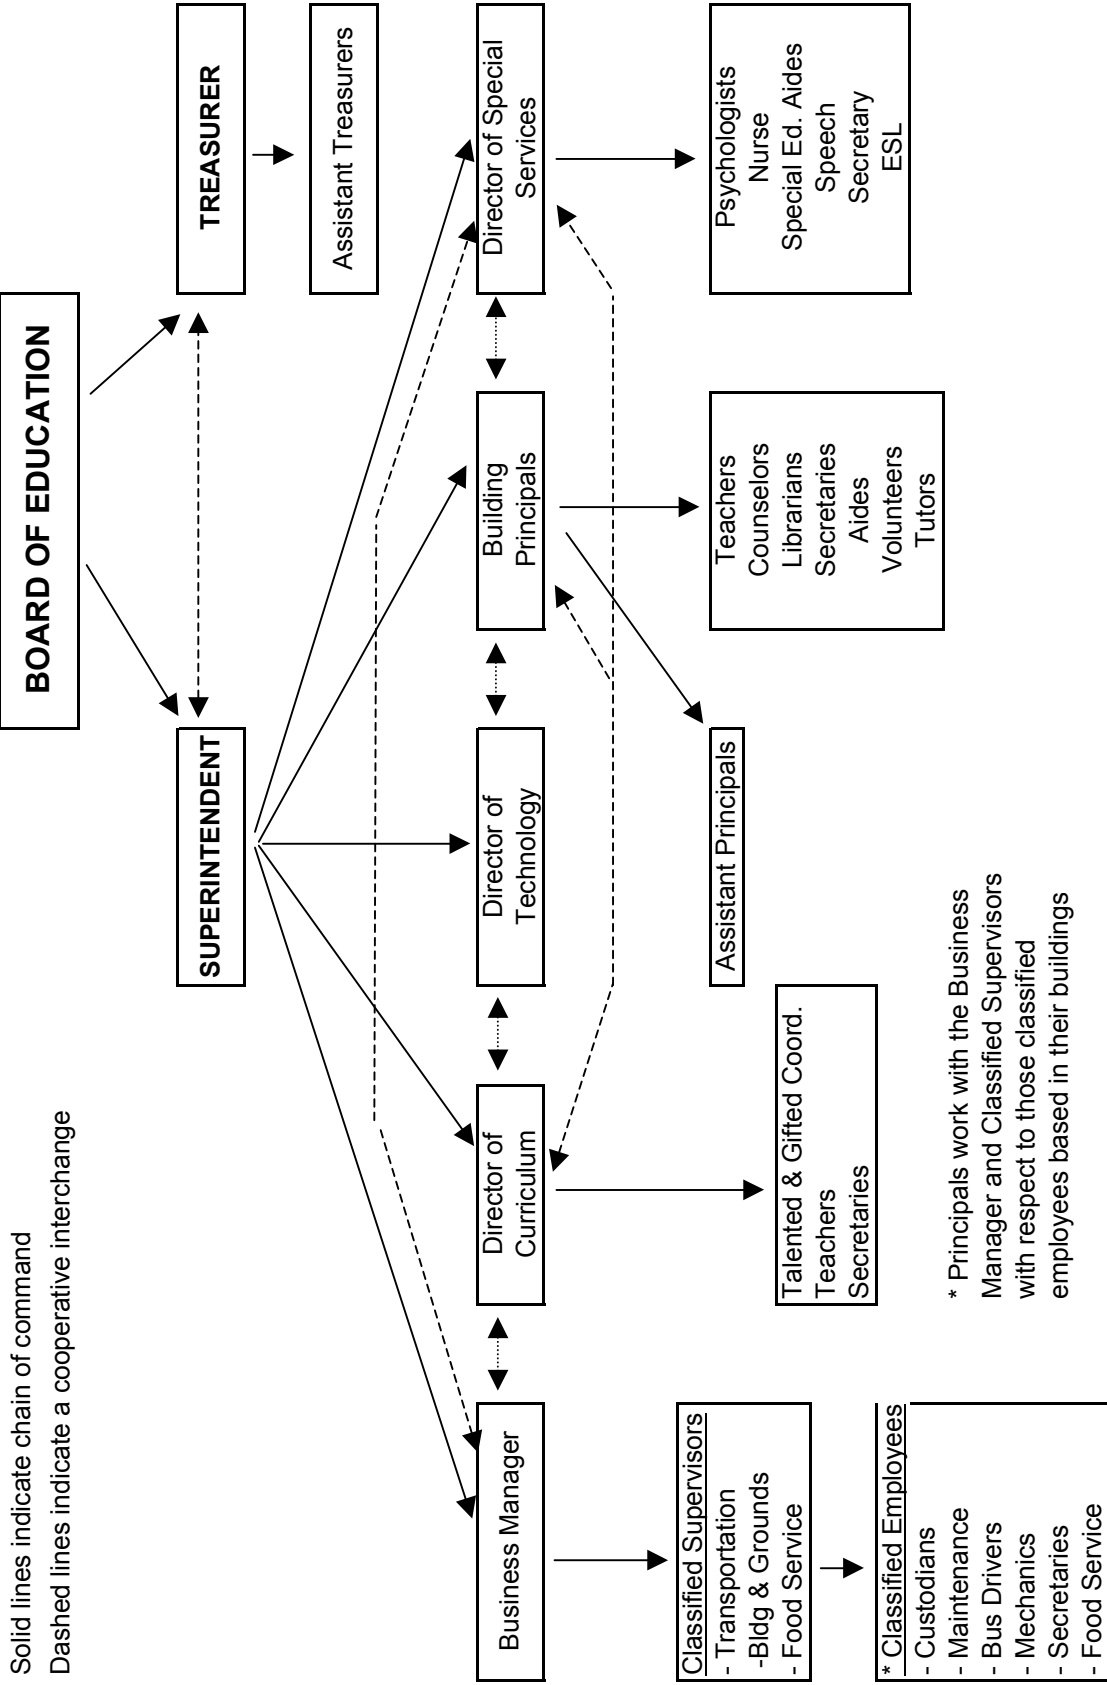 Solid lines indicate chain of command
Dashed lines indicate a cooperative interchange
BOARD OF EDUCATION
SUPERINTENDENT
TREASURER
Assistant Treasurers
Business Manager
Director of
Curriculum
Director of
Technology
Building
Principals
Director of Special
Services
Classified Supervisors
- Transportation
-Bldg & Grounds
- Food Service
* Classified Employees
- Custodians
- Maintenance
- Bus Drivers
- Mechanics
- Secretaries
- Food Service
Talented & Gifted Coord.
Teachers
Secretaries
Assistant Principals
Teachers
Counselors
Librarians
Secretaries
Aides
Volunteers
Tutors
Psychologists
Nurse
Special Ed. Aides
Speech
Secretary
ESL
* Principals work with the Business
Manager and Classified Supervisors
with respect to those classified
employees based in their buildings